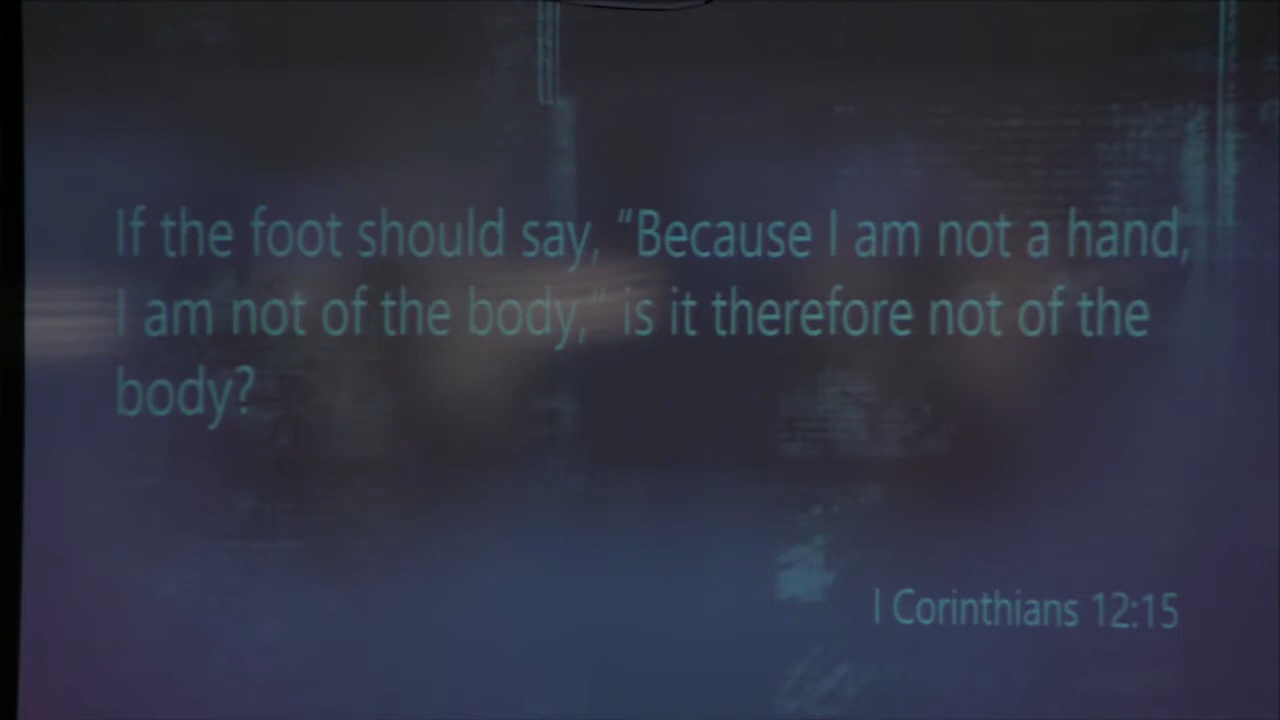 If the foot should say, “Because I am not a hand,
I am not of the body,” is it therefore not of the
body?
I Corinthians 12:15